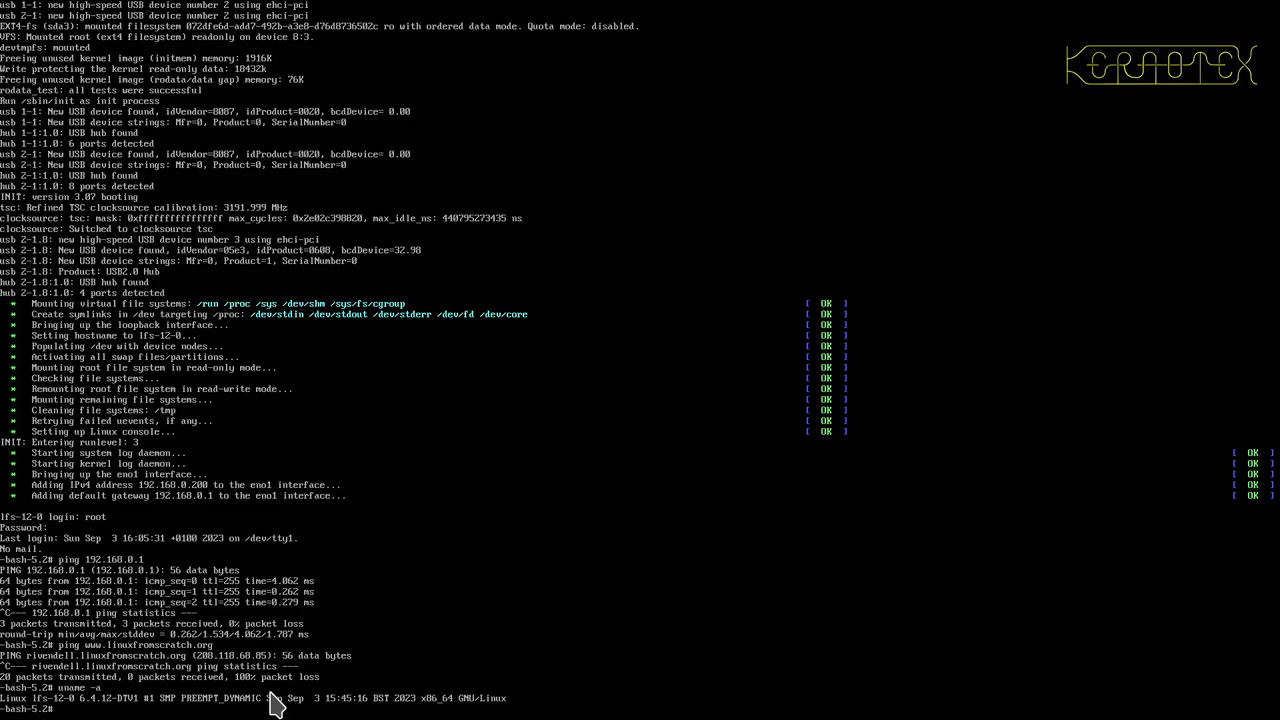 usb 1-1: new high-speed USB device number 2 using ehci-pci
usb 2-1: new high-speed USB device number 2 using ehci-pci
EXT4-fs (sda3): mounted filesystem 072dfe6d-add7-492b-a3e8-d76d8736502c ro with ordered data mode. Quota mode: disabled.
VFS: Mounted root (ext4 filesystem) readonly on device 8:3.
devtmpfs: mounted
Freeing unused kernel image (initmem) memory: 1916K
Write protecting the kernel read-only data: 18432k
Freeing unused kernel image (rodata/data gap) memory: 76K
rodata_test: all tests were successful
Run /sbin/init as init process
usb 1-1: New USB device found, idVendor=8087, idProduct=0020, bcdDevice= 0.00
usb 1-1: New USB device strings: Mfr=0, Product=0, SerialNumber=0
hub 1-1:1.0: USB hub found
hub 1-1:1.0: 6 ports detected
usb 2-1: New USB device found, idVendor=8087, idProduct=0020, bcdDevice= 0.00
usb 2-1: New USB device strings: Mfr=0, Product=0, SerialNumber=0
hub 2-1:1.0: USB hub found
hub 2-1:1.0: 8 ports detected
INIT: version 3.07 booting
tsc: Refined TSC clocksource calibration: 3191.999 MHz
clocksource: tsc: mask: 0xffffffffffffffff max_cycles: 0x2e02c398820, max_idle_ns: 440795273435 ns
clocksource: Switched to clocksource tsc
usb 2-1.8: new high-speed USB device number 3 using ehci-pci
usb 2-1.8: New USB device found, idVendor=05e3, idProduct=0608, bcdDevice=32.98
usb 2-1.8: New USB device strings: Mfr=0, Product=1, SerialNumber=0
usb 2-1.8: Product: USB2.0 Hub
hub 2-1.8:1.0: USB hub found
hub 2-1.8:1.0: 4 ports detected
* Mounting virtual file systems: /run /proc /sys /dev/shm /sys/fs/cgroup [ OK ]
* Create symlinks in /dev targeting /proc: /dev/stdin /dev/stdout /dev/stderr /dev/fd /dev/core [ OK ]
* Bringing up the loopback interface... [ OK ]
* Setting hostname to lfs-12-0... [ OK ]
* Populating /dev with device nodes... [ OK ]
* Activating all swap files/partitions... [ OK ]
* Mounting root file system in read-only mode... [ OK ]
* Checking file systems... [ OK ]
* Remounting root file system in read-write mode... [ OK ]
* Mounting remaining file systems... [ OK ]
* Cleaning file systems: /tmp [ OK ]
* Retrying failed uevents, if any... [ OK ]
* Setting up Linux console... [ OK ]
INIT: Entering runlevel: 3
* Starting system log daemon... [ OK ]
* Starting kernel log daemon... [ OK ]
* Bringing up the eno1 interface... [ OK ]
* Adding IPv4 address 192.168.0.200 to the eno1 interface... [ OK ]
* Adding default gateway 192.168.0.1 to the eno1 interface... [ OK ]
lfs-12-0 login: root
Password:
Last login: Sun Sep  3 16:05:31 +0100 2023 on /dev/tty1.
No mail.
-bash-5.2# ping 192.168.0.1
PING 192.168.0.1 (192.168.0.1): 56 data bytes
64 bytes from 192.168.0.1: icmp_seq=0 ttl=255 time=4.062 ms
64 bytes from 192.168.0.1: icmp_seq=1 ttl=255 time=0.262 ms
64 bytes from 192.168.0.1: icmp_seq=2 ttl=255 time=0.279 ms
^C--- 192.168.0.1 ping statistics ---
3 packets transmitted, 3 packets received, 0% packet loss
round-trip min/avg/max/stddev = 0.262/1.534/4.062/1.787 ms
-bash-5.2# ping www.linuxfromscratch.org
PING rivendell.linuxfromscratch.org (208.118.68.85): 56 data bytes
^C--- rivendell.linuxfromscratch.org ping statistics ---
20 packets transmitted, 0 packets received, 100% packet loss
-bash-5.2# uname -a
Linux lfs-12-0 6.4.12-DTV1 #1 SMP PREEMPT_DYNAMIC Sun Sep  3 15:45:16 BST 2023 x86_64 GNU/Linux
-bash-5.2#